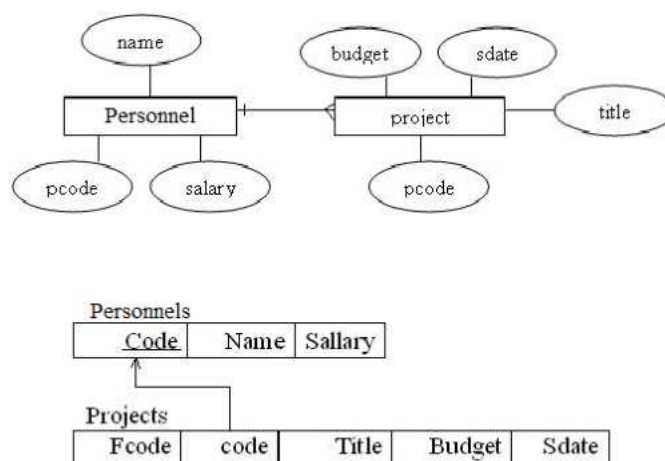 name
budget
sdate
Personnel
project
title
pcode
salary
pcode
Personnels
Code Name Sallary
Projects
Fcode code Title Budget Sdate